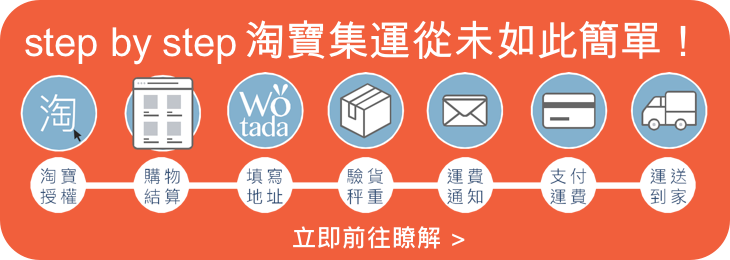 step by step 淘寶集運從未如此簡單！
淘
Wo
tada
淘寶
授權
購物
結算
填寫
地址
驗貨
秤重
運費
通知
支付
運費
運送
到家
立即前往瞭解 >